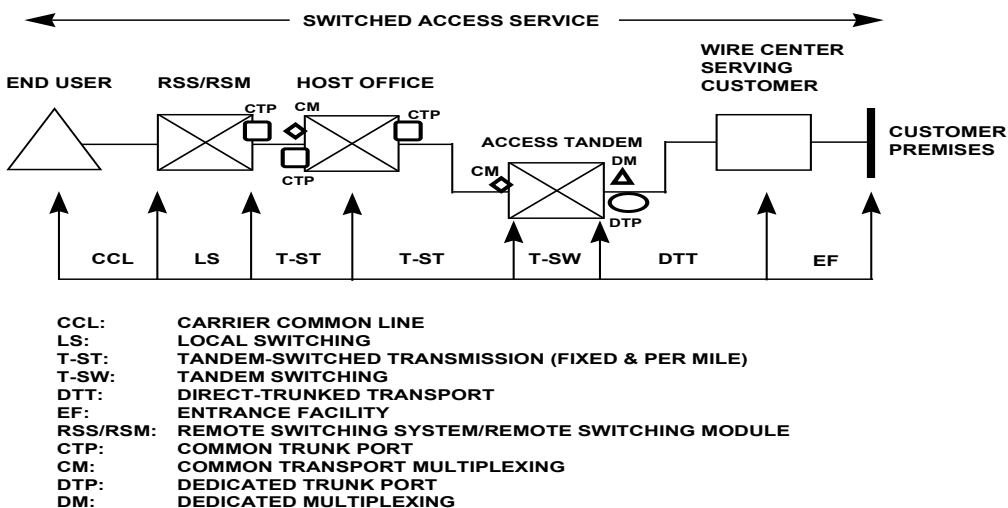 SWITCHED ACCESS SERVICE
WIRE CENTER
SERVING
CUSTOMER
END USER
RSS/RSM
HOST OFFICE
CTP
CM
CTP
CTP
ACCESS TANDEM
CM
DM
DTP
CUSTOMER
PREMISES
CCL
LS
T-ST
T-ST
T-SW
DTT
EF
CCL: CARRIER COMMON LINE
LS: LOCAL SWITCHING
T-ST: TANDEM-SWITCHED TRANSMISSION (FIXED & PER MILE)
T-SW: TANDEM SWITCHING
DTT: DIRECT-TRUNKED TRANSPORT
EF: ENTRANCE FACILITY
RSS/RSM: REMOTE SWITCHING SYSTEM/REMOTE SWITCHING MODULE
CTP: COMMON TRUNK PORT
CM: COMMON TRANSPORT MULTIPLEXING
DTP: DEDICATED TRUNK PORT
DM: DEDICATED MULTIPLEXING